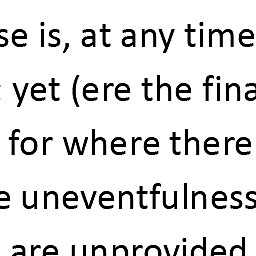 se is, at any time
yet (ere the fina
for where there
e uneventfulness
are unprovided